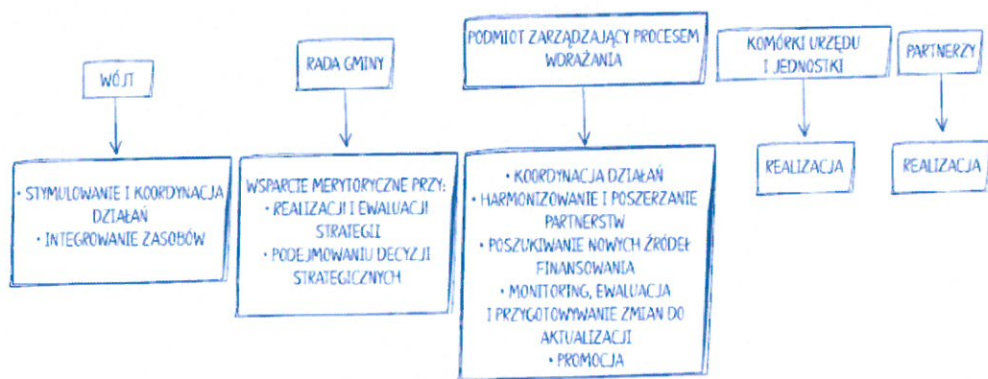 WÓJT
RADA GMINY
PODMIOT ZARZĄDZAJĄCY PROCESEM
WDRAŻANIA
KOMÓRKI URZĘDU
I JEDNOSTKI
PARTNERZY
• STYMULOWANIE I KOORDYNACJA
DZIAŁAŃ
• INTEGROWANIE ZASOBÓW
WSPARCIE MERYTORYCZNE PRZY:
• REALIZACJI I EWALUACJI
STRATEGII
• PODEJMOWANIU DECYZJI
STRATEGICZNYCH
• KOORDYNACJA DZIAŁAŃ
• HARMONIZOWANIE I POSZERZANIE
PARTNERSTW
• POSZUKIWANIE NOWYCH ŹRÓDEŁ
FINANSOWANIA
• MONITORING, EWALUACJA
I PRZYGOTOWYWANIE ZMIAN DO
AKTUALIZACJI
• PROMOCJA
REALIZACJA
REALIZACJA